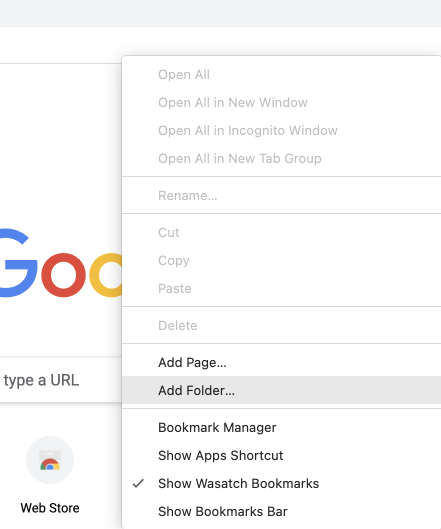 Open All
Open All in New Window
Open All in Incognito Window
Open All in New Tab Group
Rename...
Cut
Copy
Paste
Delete
Add Page...
Add Folder...
Bookmark Manager
Show Apps Shortcut
Show Wasatch Bookmarks
Show Bookmarks Bar
Goo
type a URL
Web Store